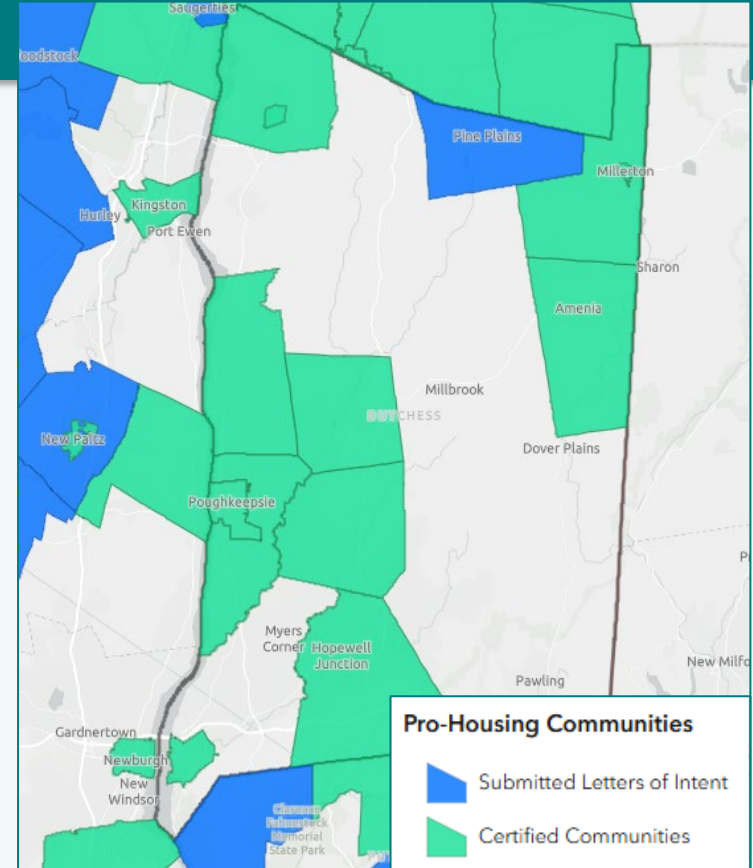 Saugerties
oodstock
Pine Plains
Millerton
Kingston
Hurley
Port Ewen
Sharon
Amenia
Millbrook
DUTCHESS
New Paltz
Dover Plains
Poughkeepsie
Myers
Corner
Hopewell
Junction
New Milfo
Pawling
Gardnertown
Newburgh
New
Windsor
Clarence
Fahnestock
Memorial
State Park
P
PUT
Pro-Housing Communities
Submitted Letters of Intent
Certified Communities